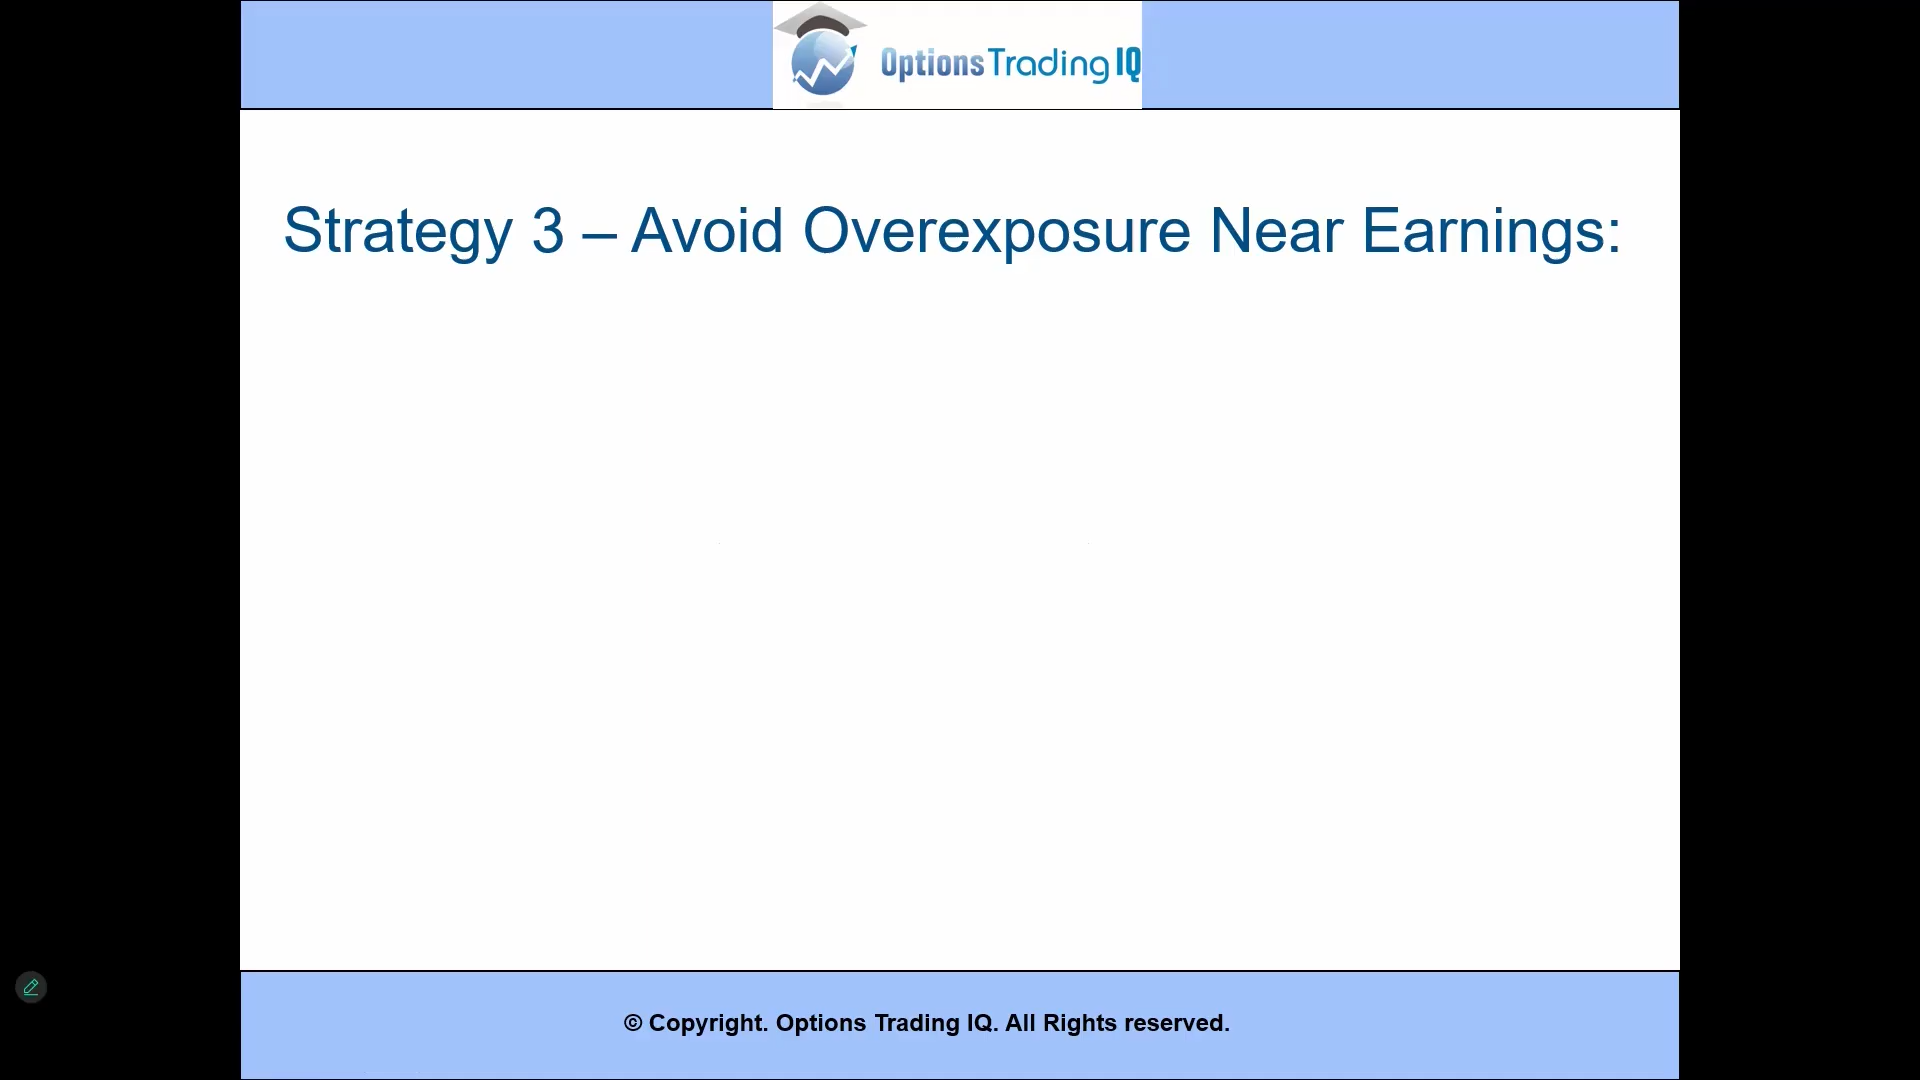 Options Trading IQ
Strategy 3 – Avoid Overexposure Near Earnings:
© Copyright. Options Trading IQ. All Rights reserved.